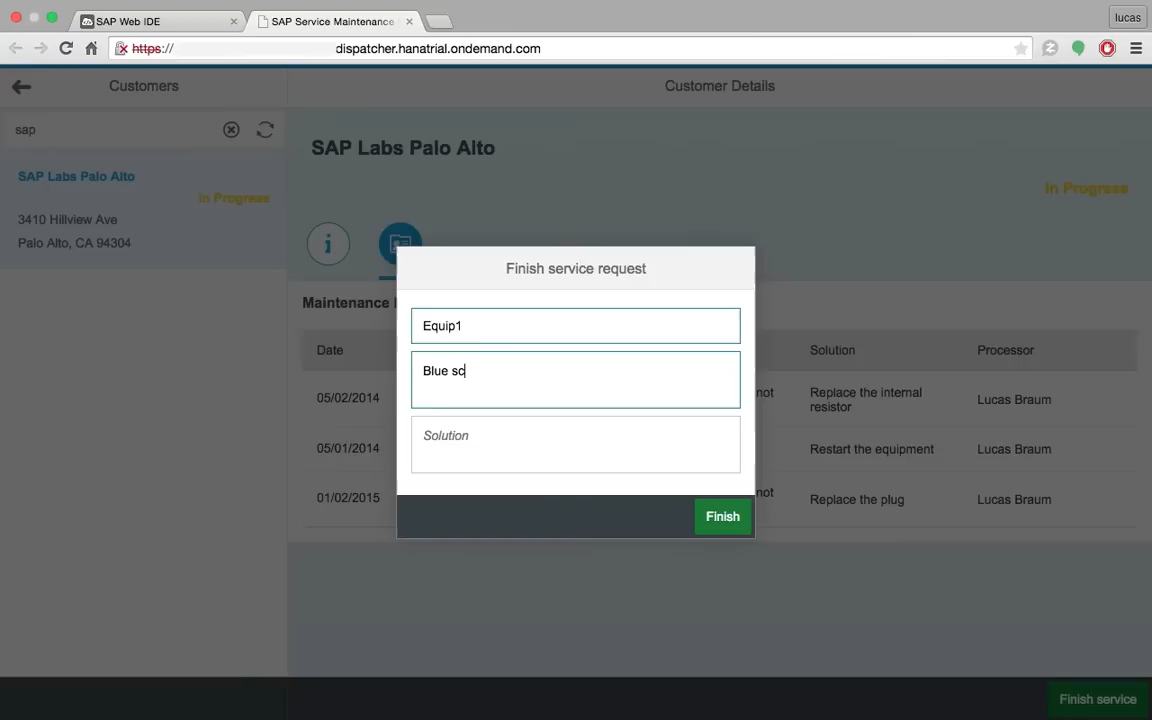 SAP Web IDE
SAP Service Maintenance
lucas
https://
dispatcher.hanatrial.ondemand.com
Customers
Customer Details
sap
SAP Labs Palo Alto
In Progress
3410 Hillview Ave
Palo Alto, CA 94304
SAP Labs Palo Alto
In Progress
Finish service request
Equip1
Blue sc
Solution
Finish
Maintenance
Date
Solution
Processor
05/02/2014
not
Replace the internal
resistor
Lucas Braum
05/01/2014
Restart the equipment
Lucas Braum
01/02/2015
not
Replace the plug
Lucas Braum
Finish service